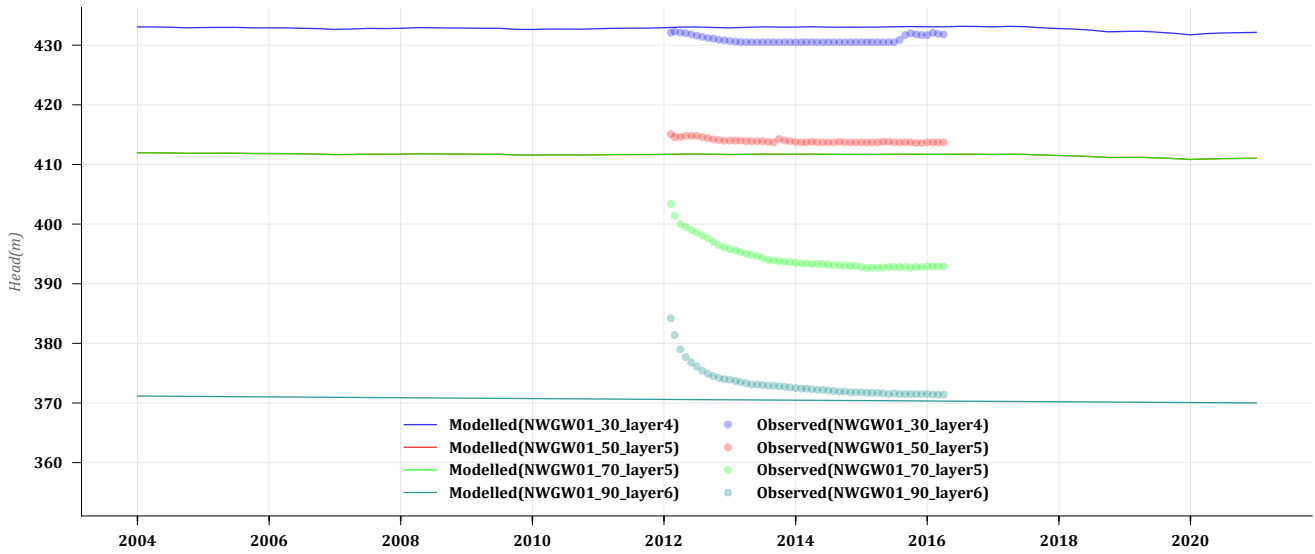 430
420
410
400
390
380
370
360
Head(m)
Modelled(NWGW01_30_layer4) Observed(NWGW01_30_layer4)
Modelled(NWGW01_50_layer5) Observed(NWGW01_50_layer5)
Modelled(NWGW01_70_layer5) Observed(NWGW01_70_layer5)
Modelled(NWGW01_90_layer6) Observed(NWGW01_90_layer6)
2004 2006 2008 2010 2012 2014 2016 2018 2020